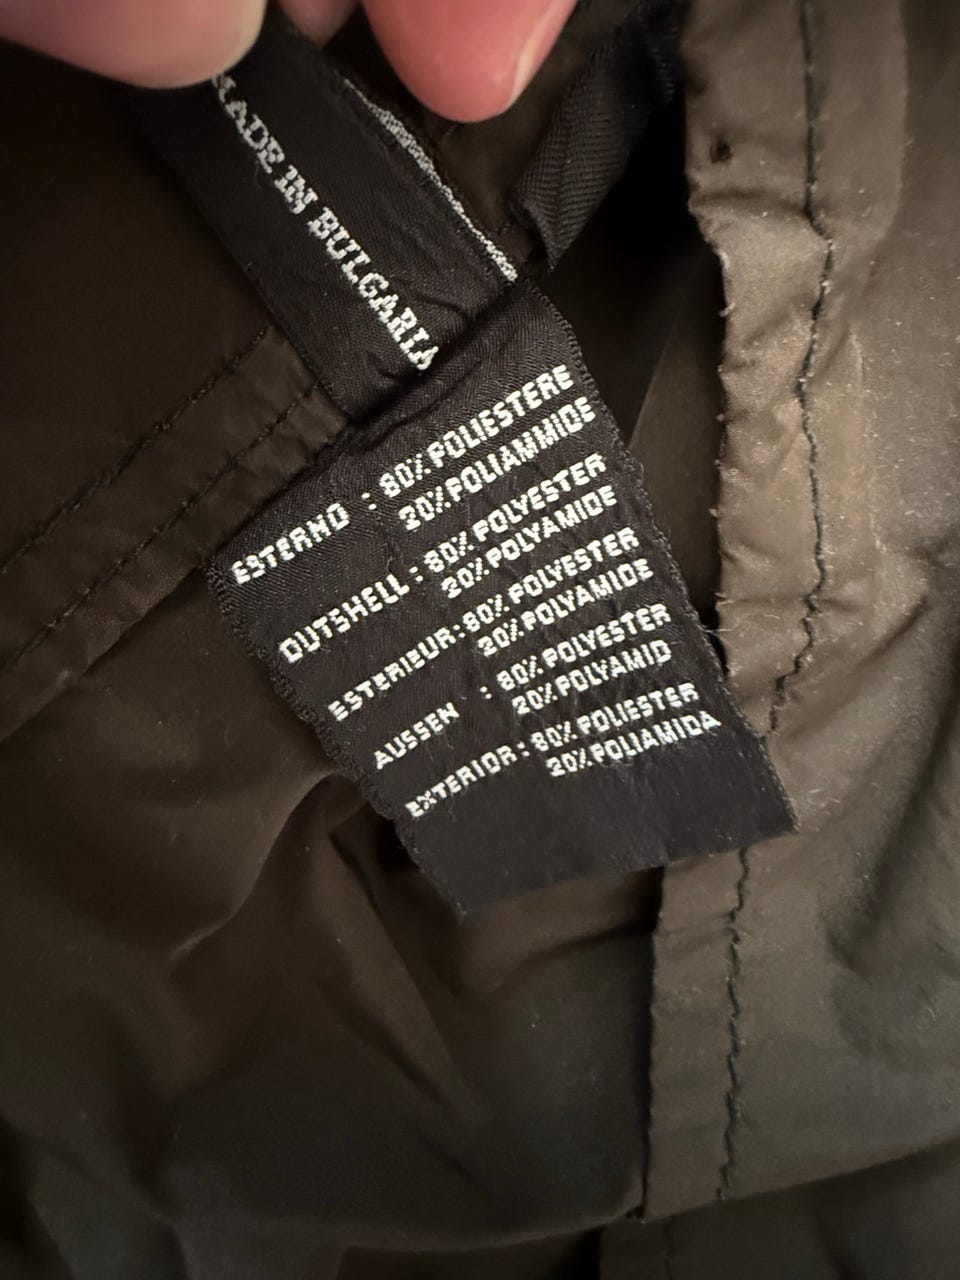 MADE IN BULGARIA
ESTERNO : 80% POLIESTERE
20% POLIAMMIDE
OUTSHELL : 80% POLYESTER
20% POLYAMIDE
ESTERIEUR: 80% POLYESTER
20% POLYAMIDE
AUSSEN : 80% POLYESTER
20% POLYAMID
EXTERIOR : 80% POLIESTER
20% POLIAMIDA